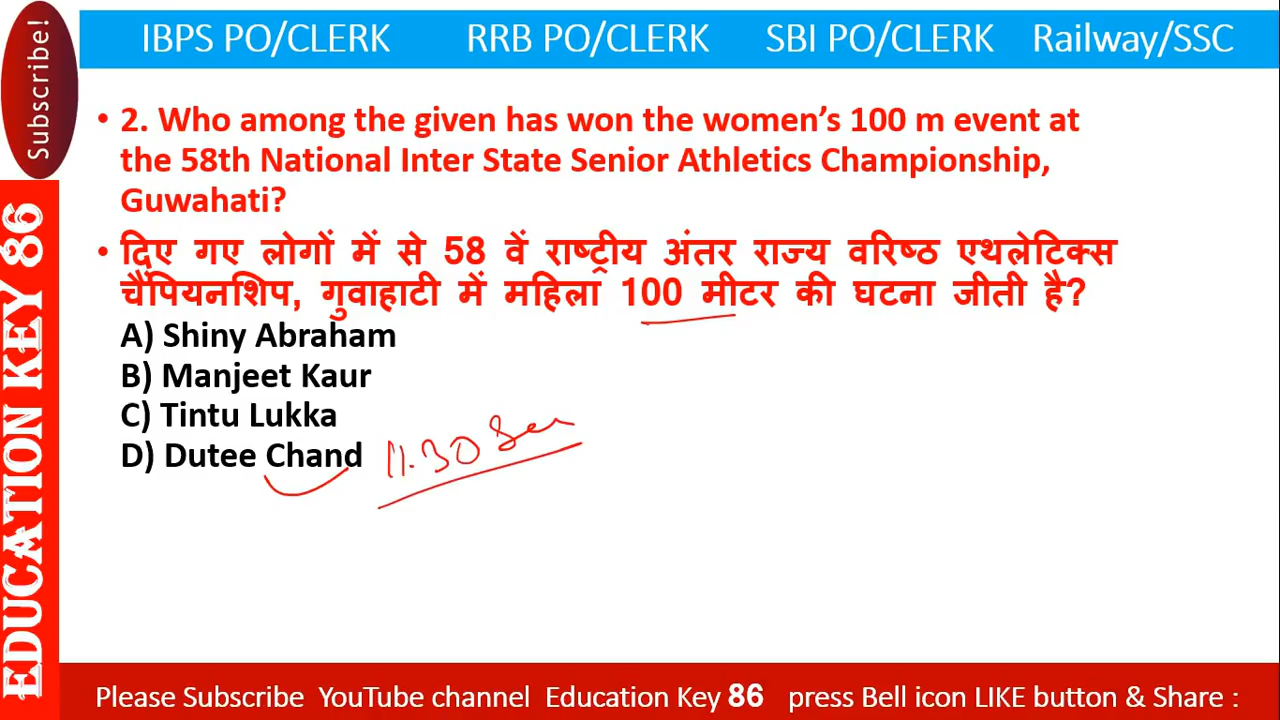 Subscribe!
IBPS PO/CLERK RRB PO/CLERK SBI PO/CLERK Railway/SSC
EDUCATION KEY 86
• 2. Who among the given has won the women's 100 m event at
the 58th National Inter State Senior Athletics Championship,
Guwahati?
• दिए गए लोगों में से 58 वें राष्ट्रीय अंतर राज्य वरिष्ठ एथलेटिक्स
चैंपियनशिप, गुवाहाटी में महिला 100 मीटर की घटना जीती है?
A) Shiny Abraham
B) Manjeet Kaur
C) Tintu Lukka
D) Dutee Chand 11.30 Sec
Please Subscribe YouTube channel Education Key 86 press Bell icon LIKE button & Share :